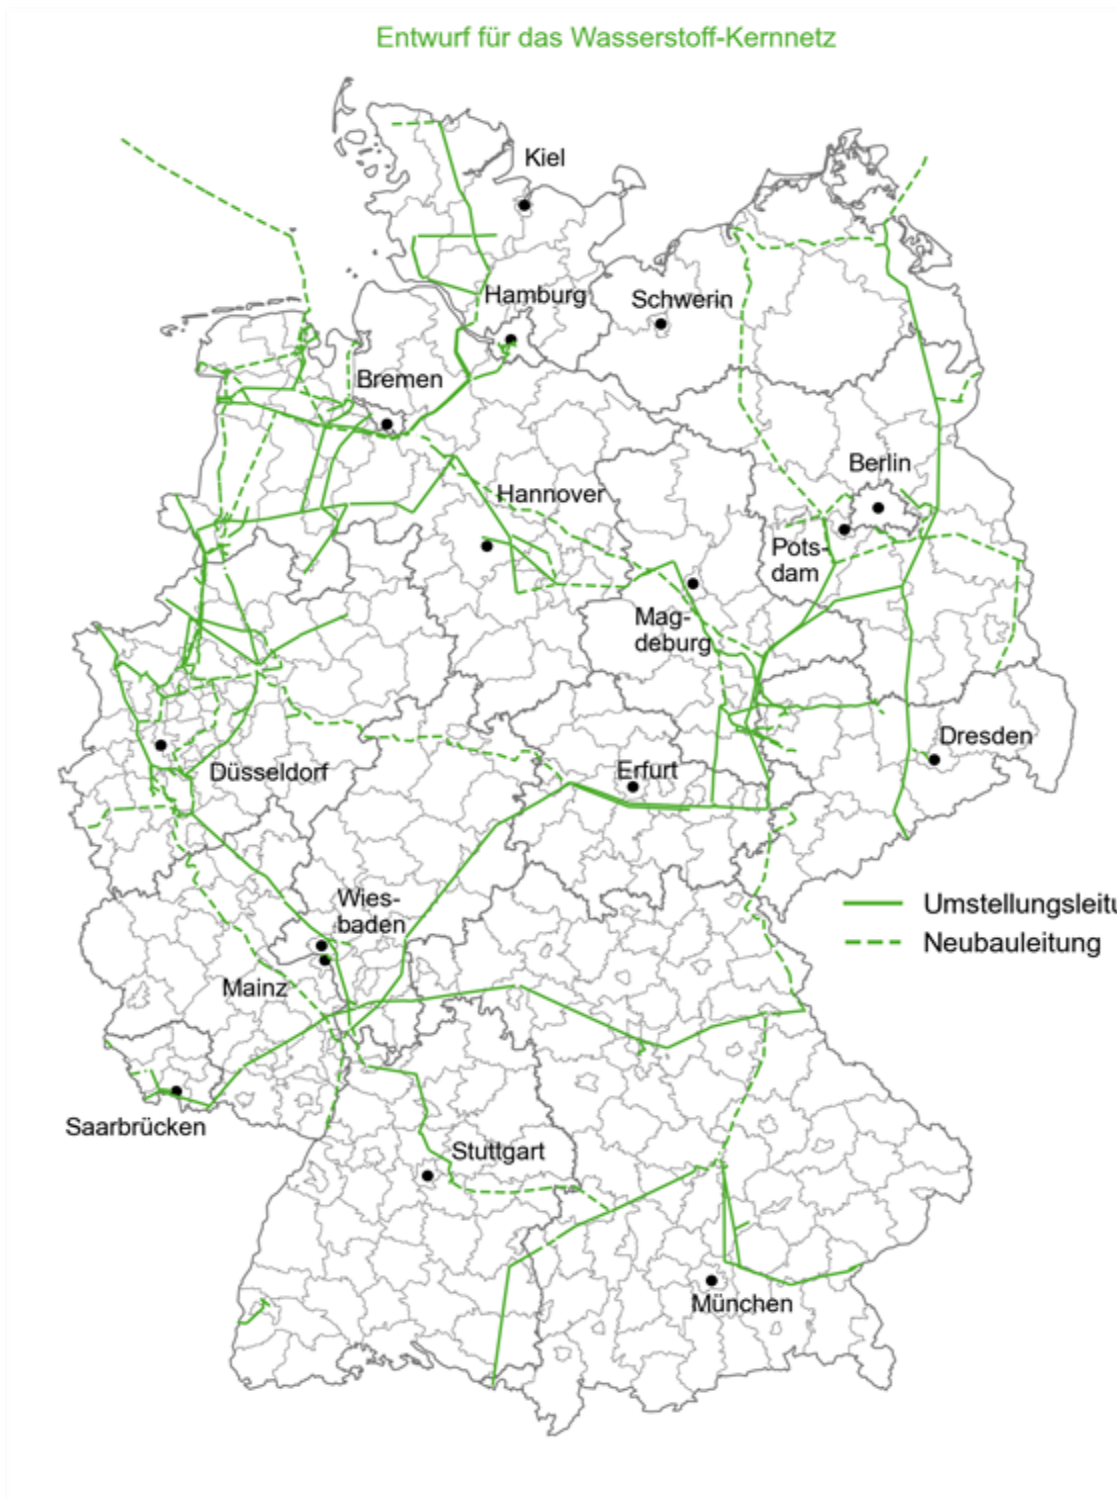 Entwurf für das Wasserstoff-Kernnetz
Kiel
Hamburg
Schwerin
Bremen
Berlin
Hannover
Pots-
dam
Mag-
deburg
Dresden
Düsseldorf
Erfurt
Wies-
baden
Umstellungsleitu
Neubauleitung
Mainz
Saarbrücken
Stuttgart
München